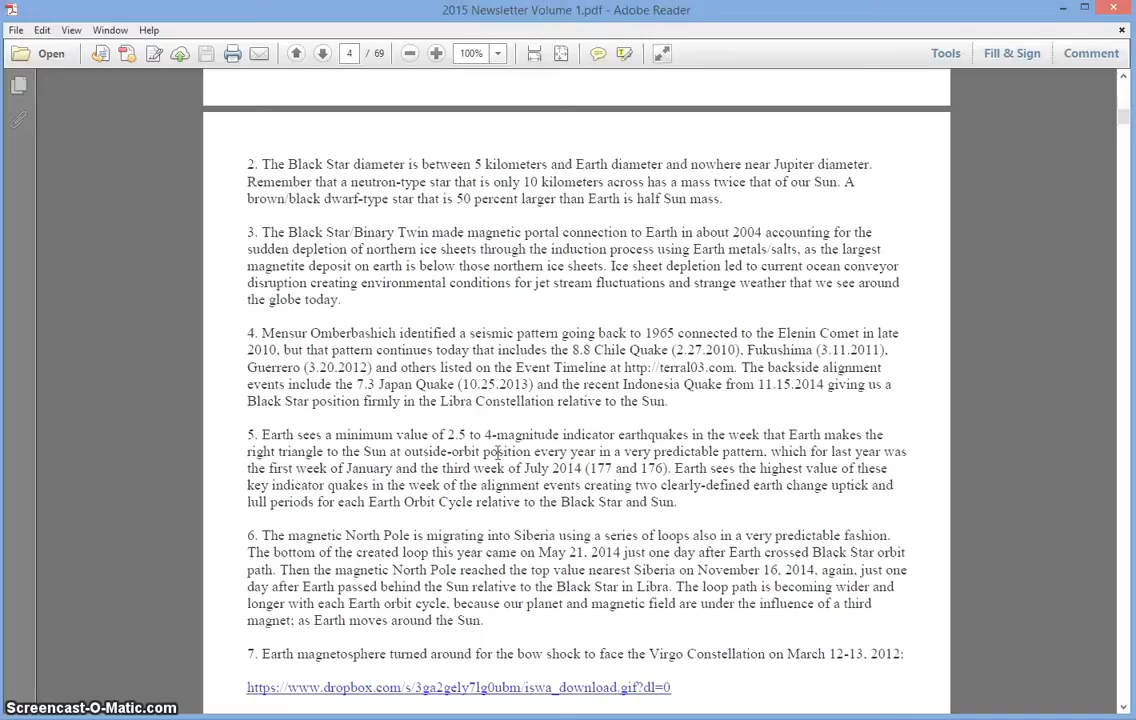 2015 Newsletter Volume 1.pdf - Adobe Reader
File Edit View Window Help
Open 4 / 69 100% Tools Fill & Sign Comment
2. The Black Star diameter is between 5 kilometers and Earth diameter and nowhere near Jupiter diameter.
Remember that a neutron-type star that is only 10 kilometers across has a mass twice that of our Sun. A
brown/black dwarf-type star that is 50 percent larger than Earth is half Sun mass.
3. The Black Star/Binary Twin made magnetic portal connection to Earth in about 2004 accounting for the
sudden depletion of northern ice sheets through the induction process using Earth metals/salts, as the largest
magnetite deposit on earth is below those northern ice sheets. Ice sheet depletion led to current ocean conveyor
disruption creating environmental conditions for jet stream fluctuations and strange weather that we see around
the globe today.
4. Mensur Omberbashich identified a seismic pattern going back to 1965 connected to the Elenin Comet in late
2010, but that pattern continues today that includes the 8.8 Chile Quake (2.27.2010), Fukushima (3.11.2011),
Guerrero (3.20.2012) and others listed on the Event Timeline at http://terral03.com. The backside alignment
events include the 7.3 Japan Quake (10.25.2013) and the recent Indonesia Quake from 11.15.2014 giving us a
Black Star position firmly in the Libra Constellation relative to the Sun.
5. Earth sees a minimum value of 2.5 to 4-magnitude indicator earthquakes in the week that Earth makes the
right triangle to the Sun at outside-orbit position every year in a very predictable pattern, which for last year was
the first week of January and the third week of July 2014 (177 and 176). Earth sees the highest value of these
key indicator quakes in the week of the alignment events creating two clearly-defined earth change uptick and
lull periods for each Earth Orbit Cycle relative to the Black Star and Sun.
6. The magnetic North Pole is migrating into Siberia using a series of loops also in a very predictable fashion.
The bottom of the created loop this year came on May 21, 2014 just one day after Earth crossed Black Star orbit
path. Then the magnetic North Pole reached the top value nearest Siberia on November 16, 2014, again, just one
day after Earth passed behind the Sun relative to the Black Star in Libra. The loop path is becoming wider and
longer with each Earth orbit cycle, because our planet and magnetic field are under the influence of a third
magnet; as Earth moves around the Sun.
7. Earth magnetosphere turned around for the bow shock to face the Virgo Constellation on March 12-13, 2012:
https://www.dropbox.com/s/3ga2gely7lg0ubm/iswa_download.gif?dl=0
Screencast-O-Matic.com